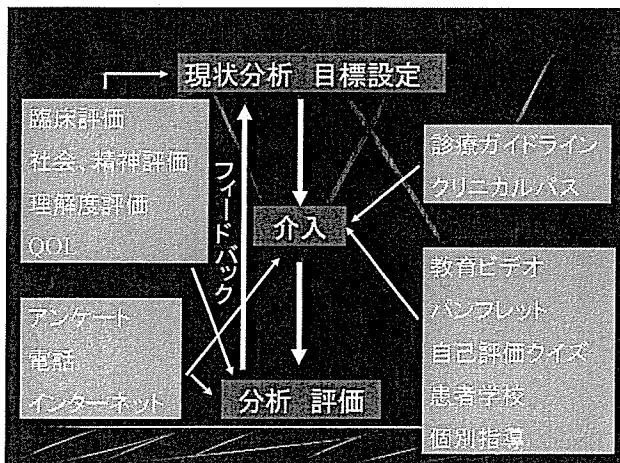 現状分析 目標設定
臨床評価
社会、精神評価
理解度評価
QOL
フィードバック
診療ガイドライン
クリニカルパス
介入
教育ビデオ
パンフレット
自己評価クイズ
患者学校
個別指導
アンケート
電話
インターネット
分析 評価